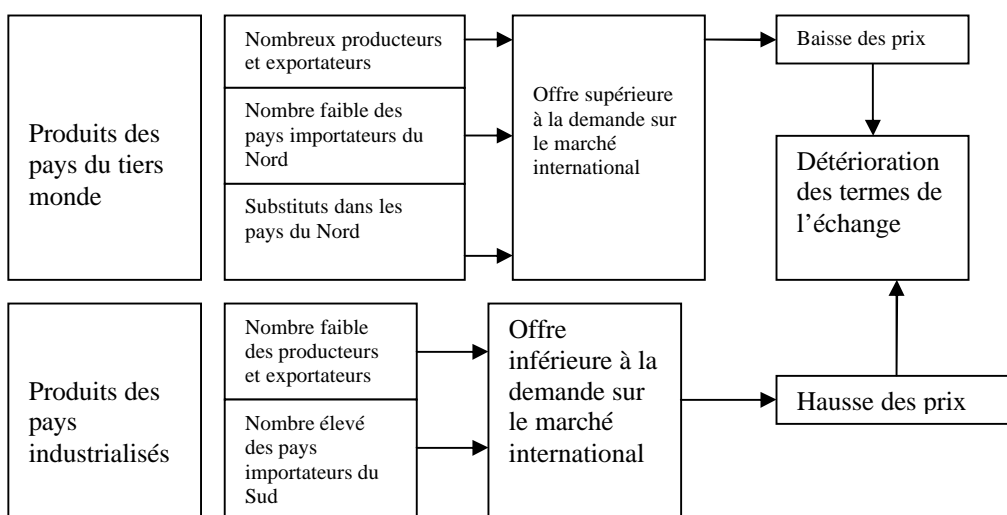 Produits des
pays du tiers
monde
Nombreux producteurs
et exportateurs
Nombre faible des
pays importateurs du
Nord
Substituts dans les
pays du Nord
Offre supérieure
à la demande sur
le marché
international
Baisse des prix
Détérioration
des termes de
l’échange
Produits des
pays
industrialisés
Nombre faible
des producteurs
et exportateurs
Nombre élevé
des pays
importateurs du
Sud
Offre
inférieure à la
demande sur
le marché
international
Hausse des prix